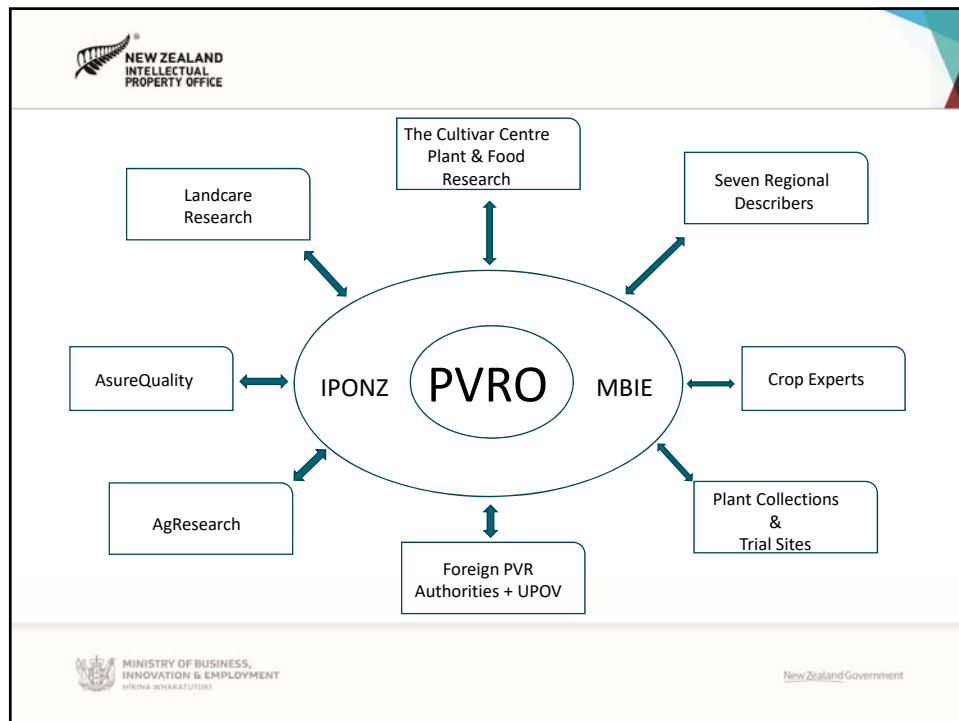 NEW ZEALAND
INTELLECTUAL
PROPERTY OFFICE
The Cultivar Centre
Plant & Food
Research
Landcare
Research
Seven Regional
Describers
AsureQuality
IPONZ
PVRO
MBIE
Crop Experts
AgResearch
Foreign PVR
Authorities + UPOV
Plant Collections
&
Trial Sites
MINISTRY OF BUSINESS,
INNOVATION & EMPLOYMENT
HĪKINA WHAKATUTUKI
New Zealand Government